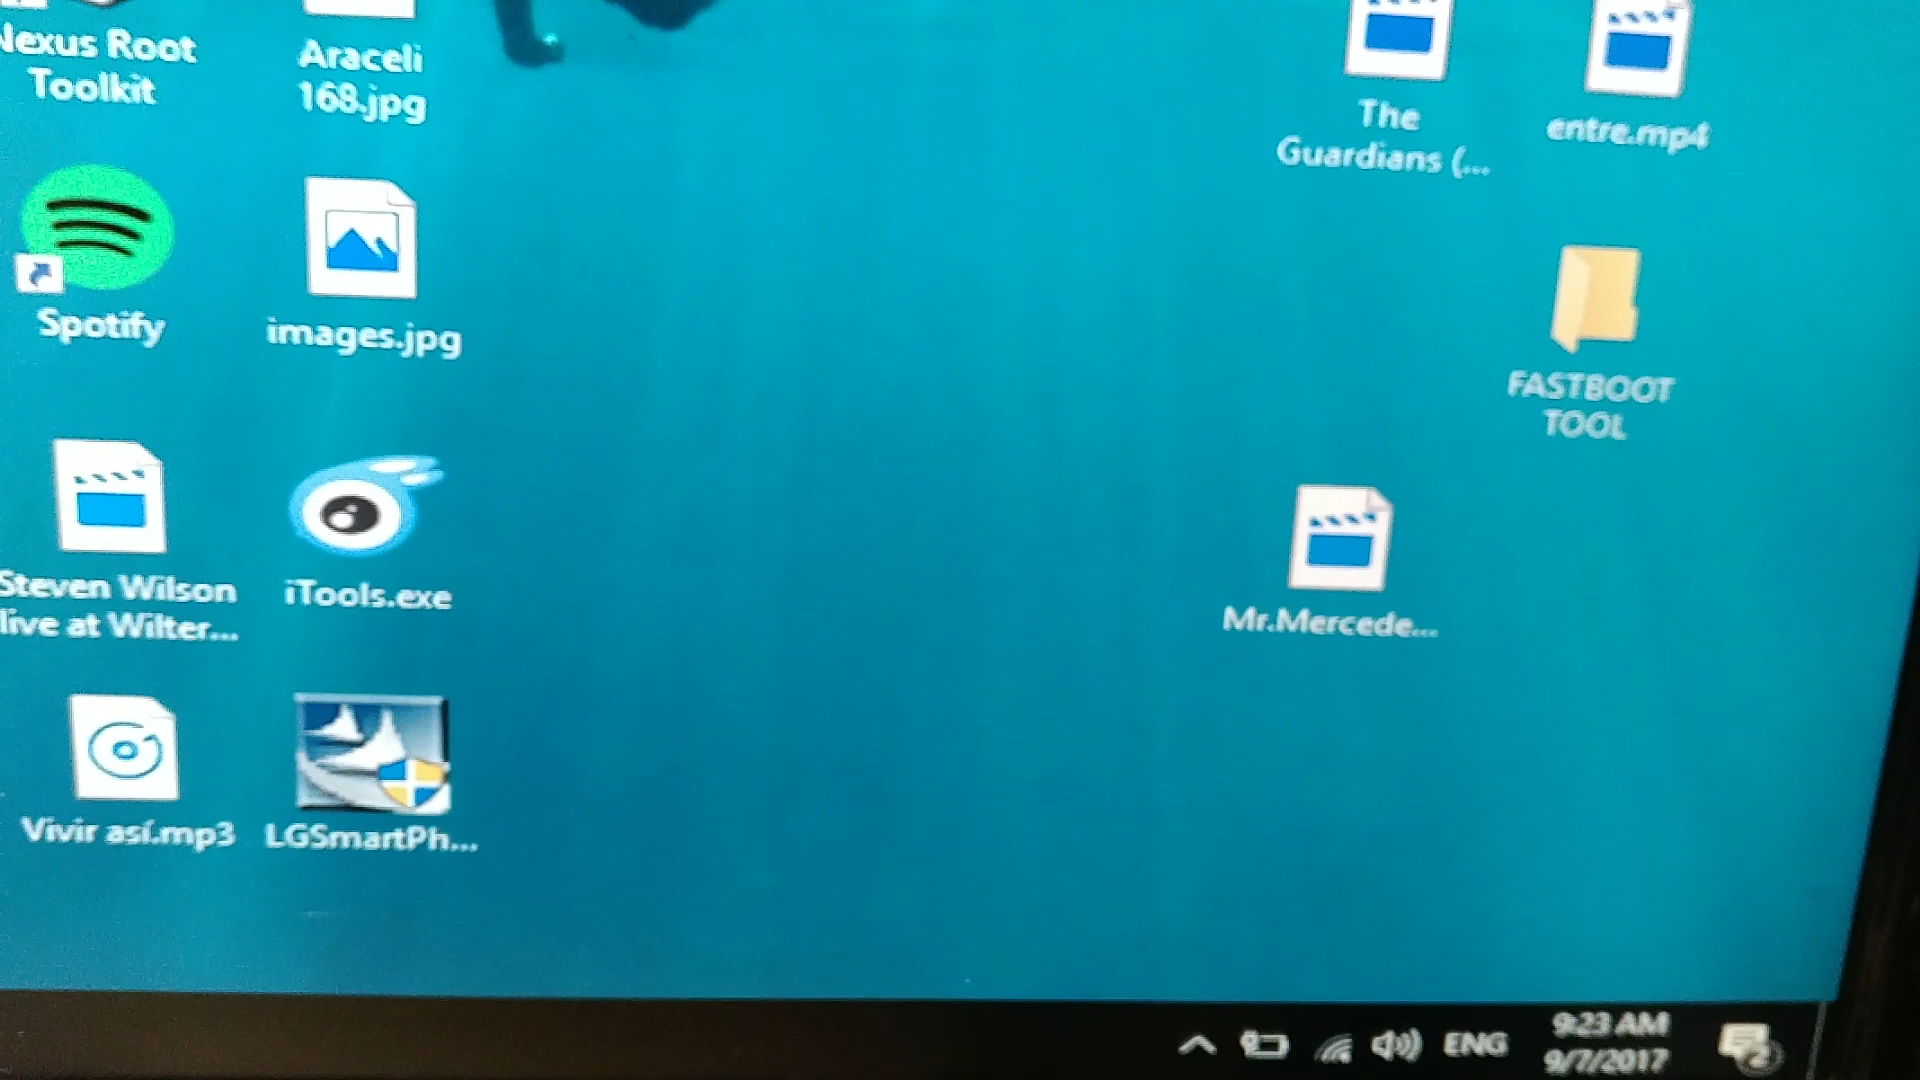 Nexus Root
Toolkit
Araceli
168.jpg
The
Guardians (...
entre.mp4
Spotify
images.jpg
FASTBOOT
TOOL
Steven Wilson
live at Wilter...
iTools.exe
Mr.Mercede...
Vivir así.mp3
LGSmartPh...
ENG
9:23 AM
9/7/2017
2